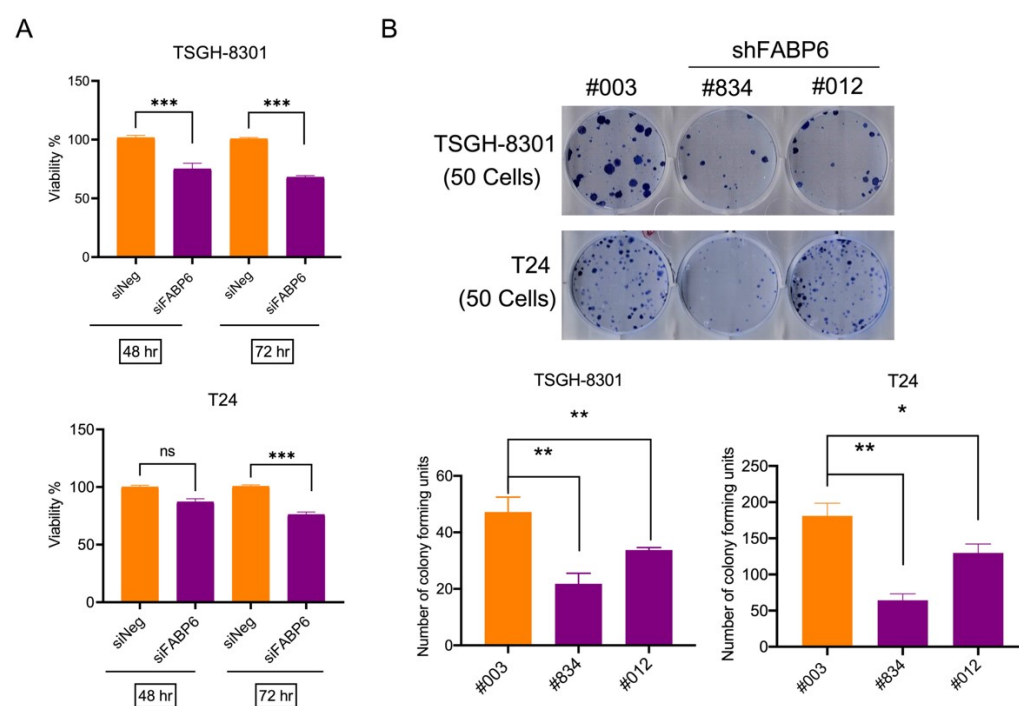 A
TSGH-8301
Viability %
150
100
50
0
*** ***
siNeg siFABP6 siNeg siFABP6
48 hr 72 hr
T24
Viability %
150
100
50
0
ns ***
siNeg siFABP6 siNeg siFABP6
48 hr 72 hr
B
shFABP6
#003 #834 #012
TSGH-8301
(50 Cells)
T24
(50 Cells)
TSGH-8301
**
**
Number of colony forming units
60
40
20
0
#003 #834 #012
T24
*
**
Number of colony forming units
250
200
150
100
50
0
#003 #834 #012